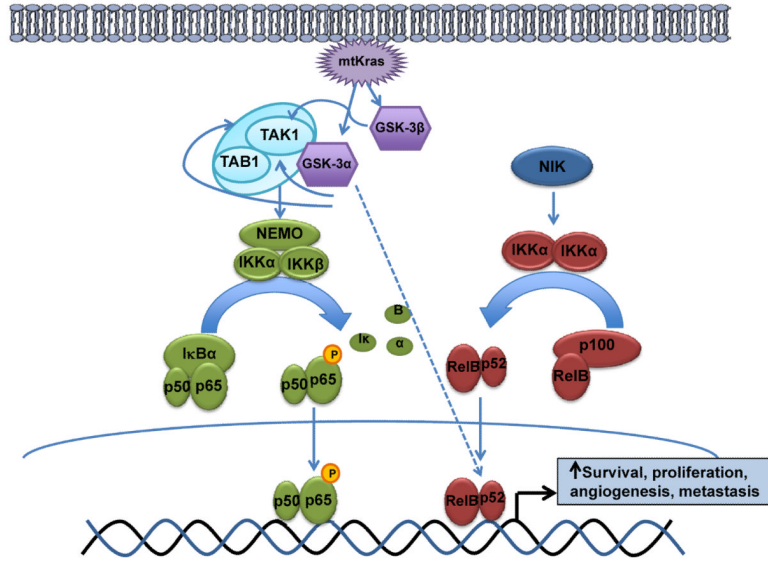 mtKras
GSK-3β
TAK1
TAB1
GSK-3α
NIK
NEMO
IKKα
IKKβ
IKKα
IKKα
B
Iκ
α
IκBα
p50
p65
P
p50
p65
RelB
p52
p100
RelB
P
p50
p65
RelB
p52
↑Survival, proliferation,
angiogenesis, metastasis